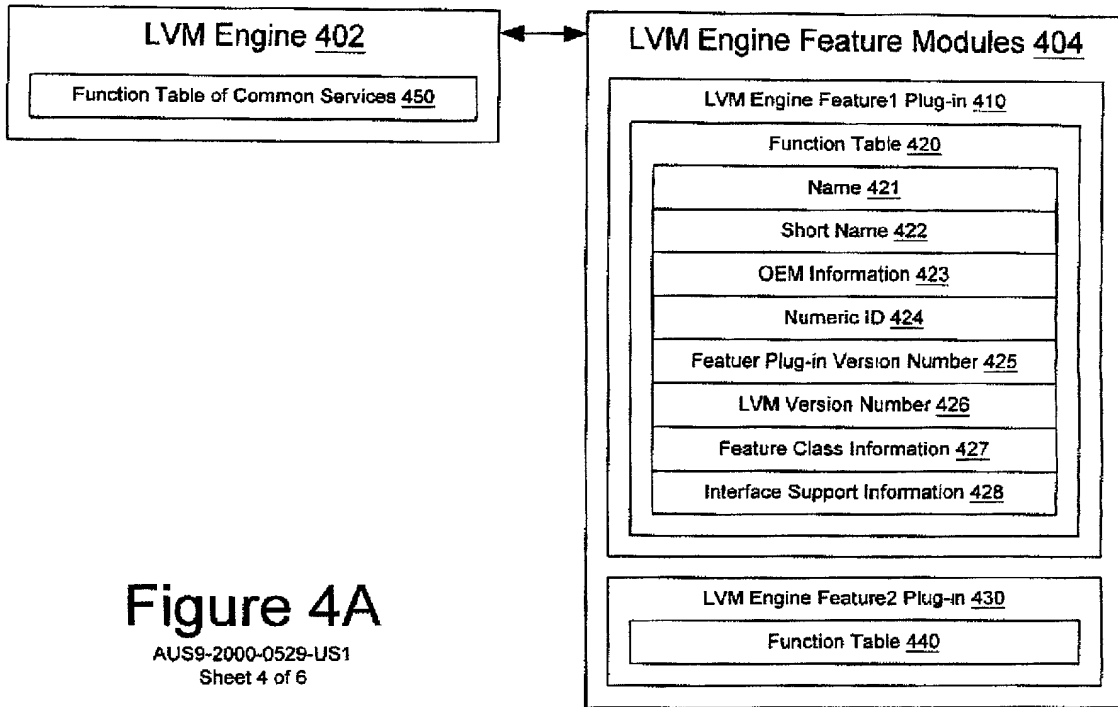 LVM Engine 402
Function Table of Common Services 450
LVM Engine Feature Modules 404
LVM Engine Feature1 Plug-in 410
Function Table 420
Name 421
Short Name 422
OEM Information 423
Numeric ID 424
Featuer Plug-in Version Number 425
LVM Version Number 426
Feature Class Information 427
Interface Support Information 428
LVM Engine Feature2 Plug-in 430
Function Table 440
Figure 4A
AUS9-2000-0529-US1
Sheet 4 of 6